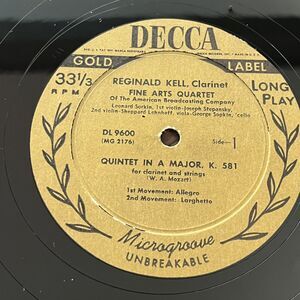 DECCA
GOLD LABEL
33⅓ RPM
LONG PLAY
REGINALD KELL, Clarinet
FINE ARTS QUARTET
Of The American Broadcasting Company
Leonard Sorkin, 1st violin-Joseph Stepansky,
2nd violin-Sheppard Lehnhoff, viola-George Sopkin, 'cello
DL 9600
(MG 2176)
Side-1
QUINTET IN A MAJOR, K. 581
for clarinet and strings
(W. A. Mozart)
1st Movement: Allegro
2nd Movement: Larghetto
Microgroove
UNBREAKABLE